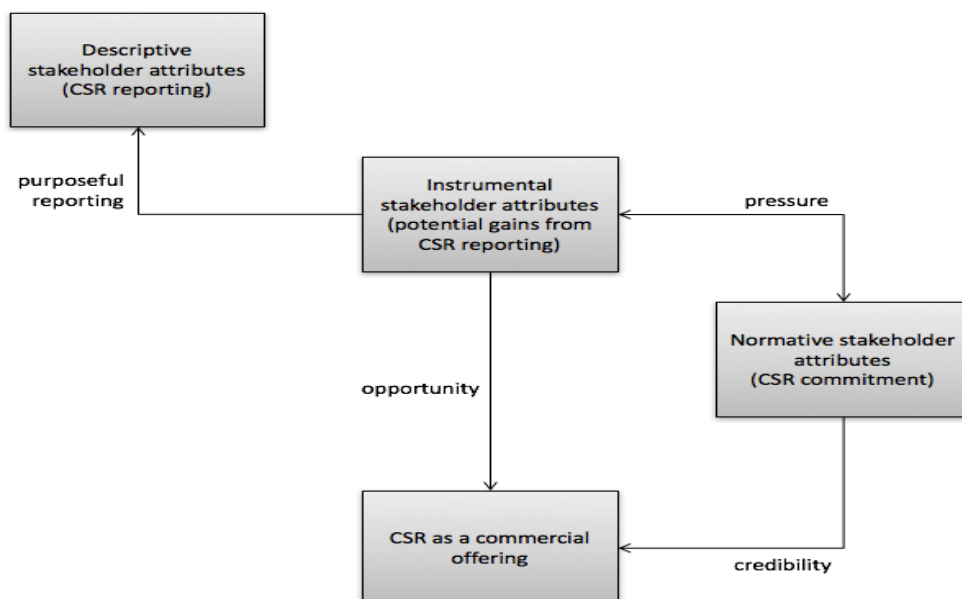 Descriptive
stakeholder attributes
(CSR reporting)
purposeful
reporting
Instrumental
stakeholder attributes
(potential gains from
CSR reporting)
pressure
Normative stakeholder
attributes
(CSR commitment)
opportunity
CSR as a commercial
offering
credibility